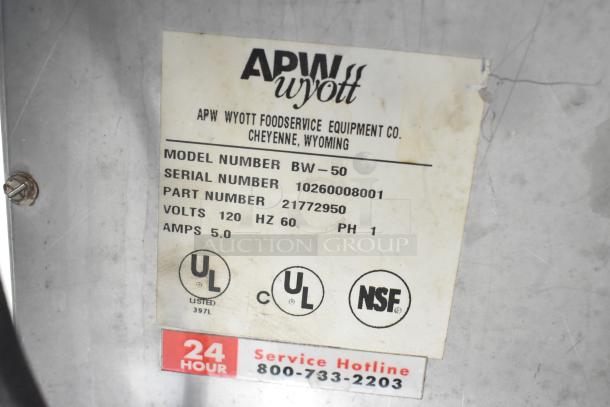 APW
wyott
APW WYOTT FOODSERVICE EQUIPMENT CO.
CHEYENNE, WYOMING
MODEL NUMBER BW-50
SERIAL NUMBER 10260008001
PART NUMBER 21772950
VOLTS 120 HZ 60 PH 1
AMPS 5.0
AUCTION GROUP
UL
LISTED
397L
C UL
NSF
24 HOUR
Service Hotline
800-733-2203